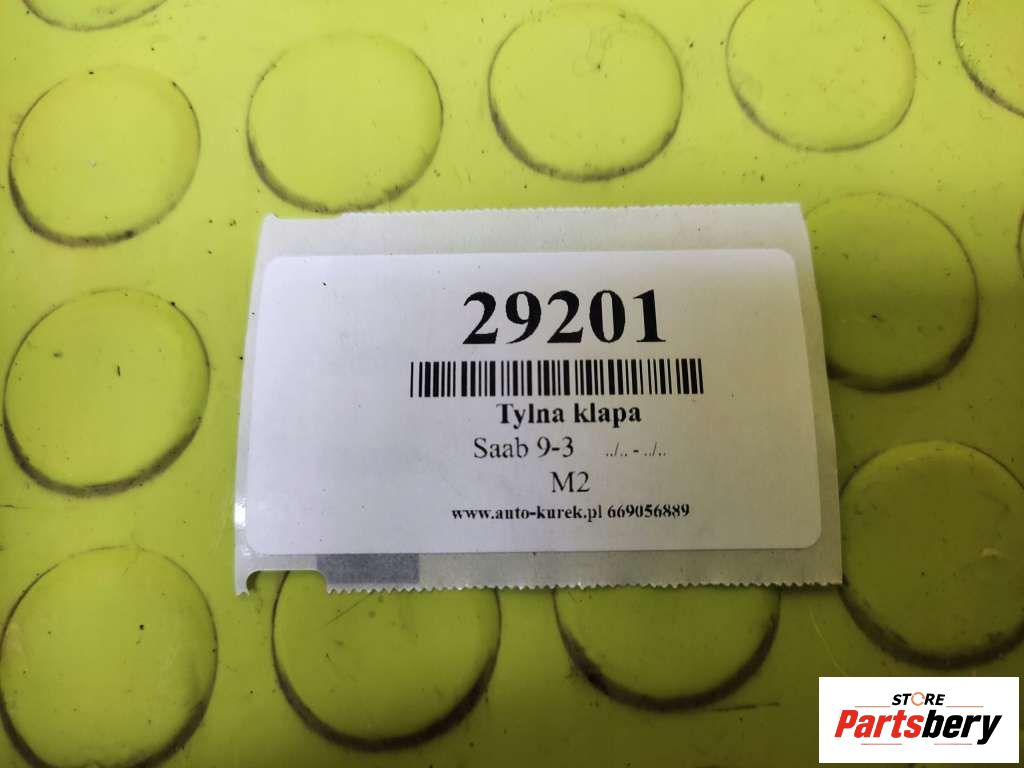 29201
Tylna klapa
Saab 9-3 ../.. - ../..
M2
www.auto-kurek.pl 669056889
STORE
Partsbery